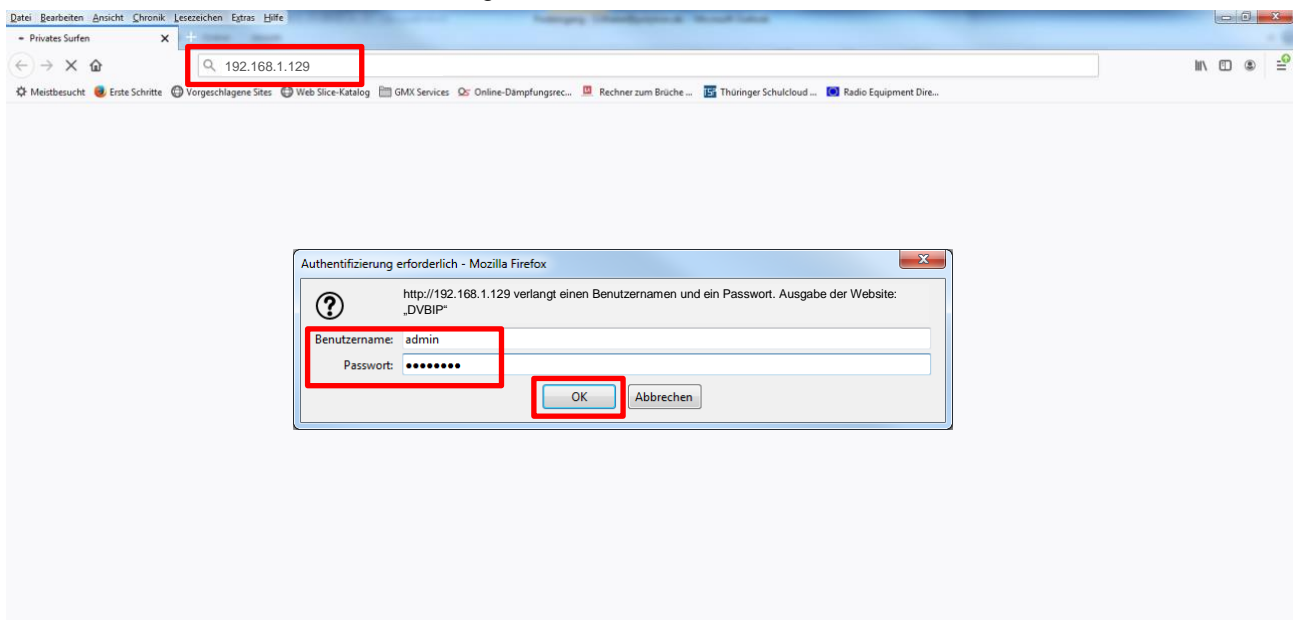 Datei Bearbeiten Ansicht Chronik Lesezeichen Extras Hilfe
Privates Surfen
192.168.1.129
Meistbesucht Erste Schritte Vorgeschlagene Sites Web Slice-Katalog GMX Services Online-Dämpfungsrec... Rechner zum Brüche ... Thüringer Schulcloud ... Radio Equipment Dire...
Authentifizierung erforderlich - Mozilla Firefox
http://192.168.1.129 verlangt einen Benutzernamen und ein Passwort. Ausgabe der Website:
„DVBIP“
Benutzername: admin
Passwort: ••••••••
OK Abbrechen